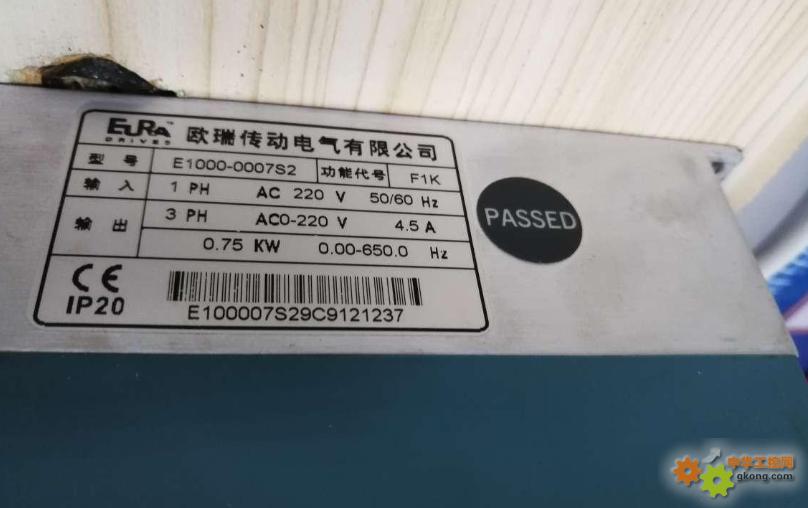 EURA™ 欧瑞传动电气有限公司
DRIVES
型号 E1000-0007S2 功能代号 F1K
输入 1 PH AC 220 V 50/60 Hz
输出 3 PH AC0-220 V 4.5 A
0.75 KW 0.00-650.0 Hz
CE
IP20
E100007S29C9121237
PASSED
中华工控网
gkong.com